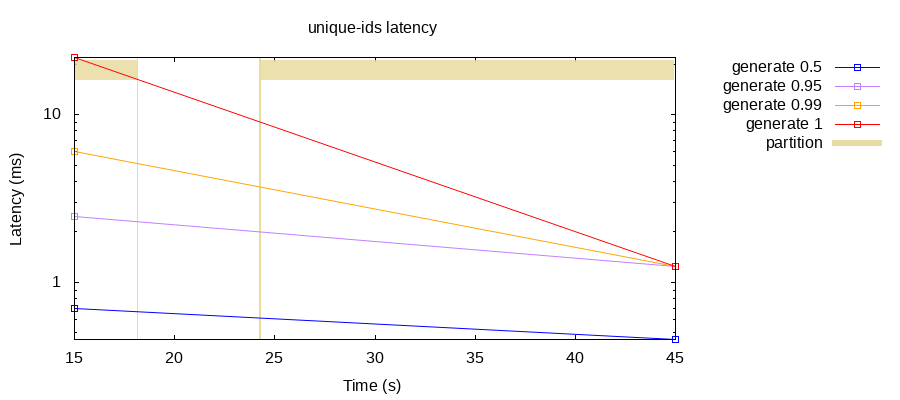 unique-ids latency
generate 0.5
generate 0.95
generate 0.99
generate 1
partition
Latency (ms)
10
1
15 20 25 30 35 40 45
Time (s)